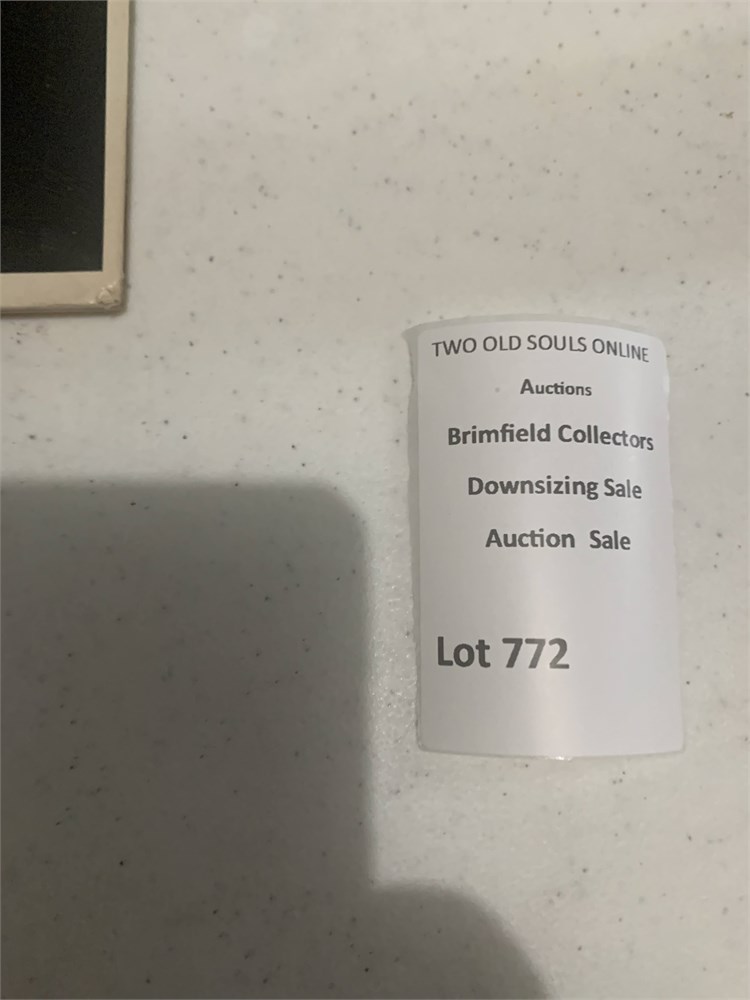 TWO OLD SOULS ONLINE
Auctions
Brimfield Collectors
Downsizing Sale
Auction Sale
Lot 772